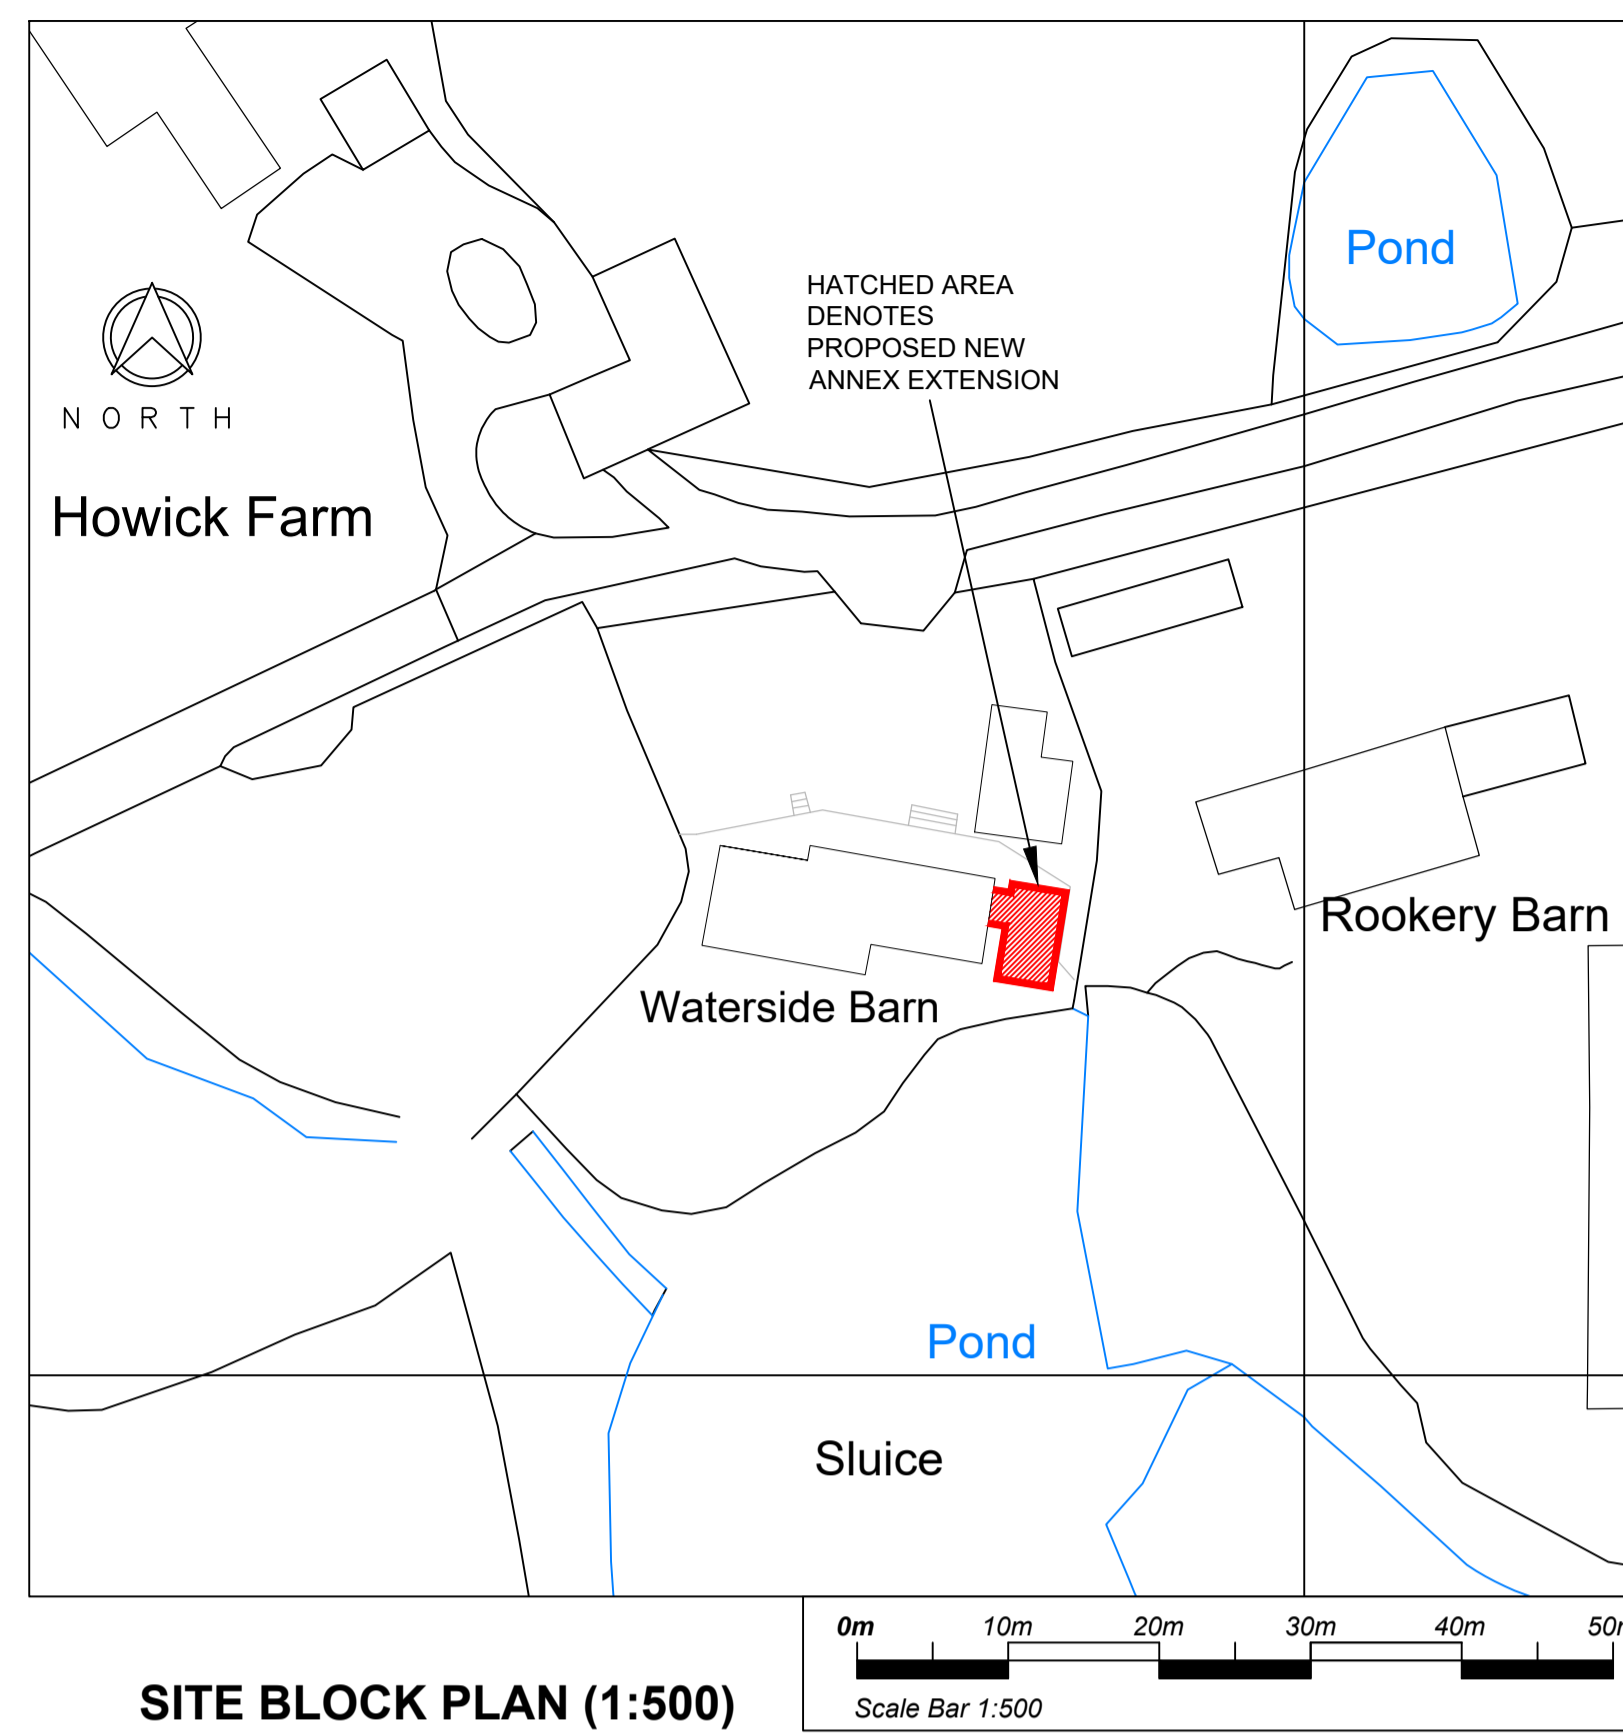 Pond
HATCHED AREA
DENOTES
PROPOSED NEW
ANNEX EXTENSION
NORTH
Howick Farm
Rookery Barn
Waterside Barn
Pond
Sluice
0m 10m 20m 30m 40m
SITE BLOCK PLAN (1:500)
Scale Bar 1:500